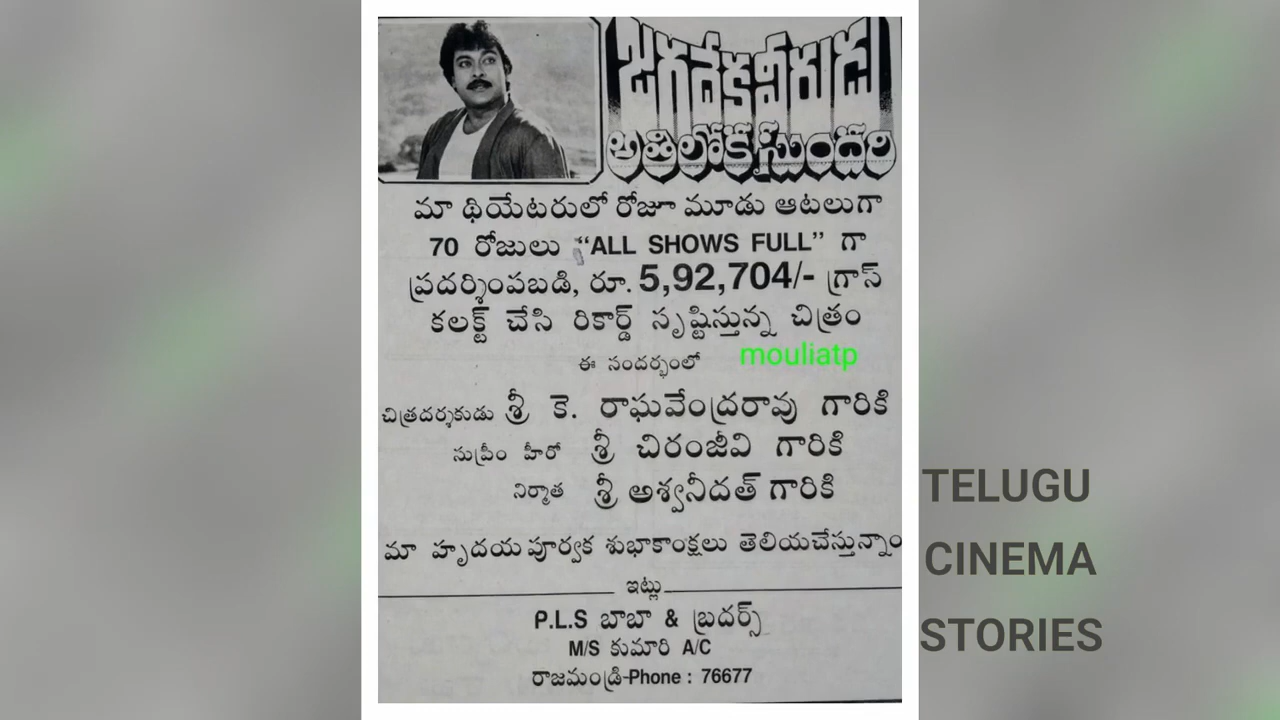 జగదేకవీరుడు
అతిలోకసుందరి
మా థియేటరులో రోజూ మూడు ఆటలుగా
70 రోజులు “ALL SHOWS FULL” గా
ప్రదర్శింపబడి, రూ. 5,92,704/- గ్రాస్
కలక్ట్ చేసి రికార్డ్ సృష్టిస్తున్న చిత్రం
ఈ సందర్భంలో
mouliatp
చిత్రదర్శకుడు శ్రీ కె. రాఘవేంద్రరావు గారికి
సుప్రీం హీరో శ్రీ చిరంజీవి గారికి
నిర్మాత శ్రీ అశ్వనీదత్ గారికి
మా హృదయపూర్వక శుభాకాంక్షలు తెలియచేస్తున్నాం
ఇట్లు
P.L.S బాబా & బ్రదర్స్
M/S కుమారి A/C
రాజమండ్రి-Phone : 76677
TELUGU
CINEMA
STORIES